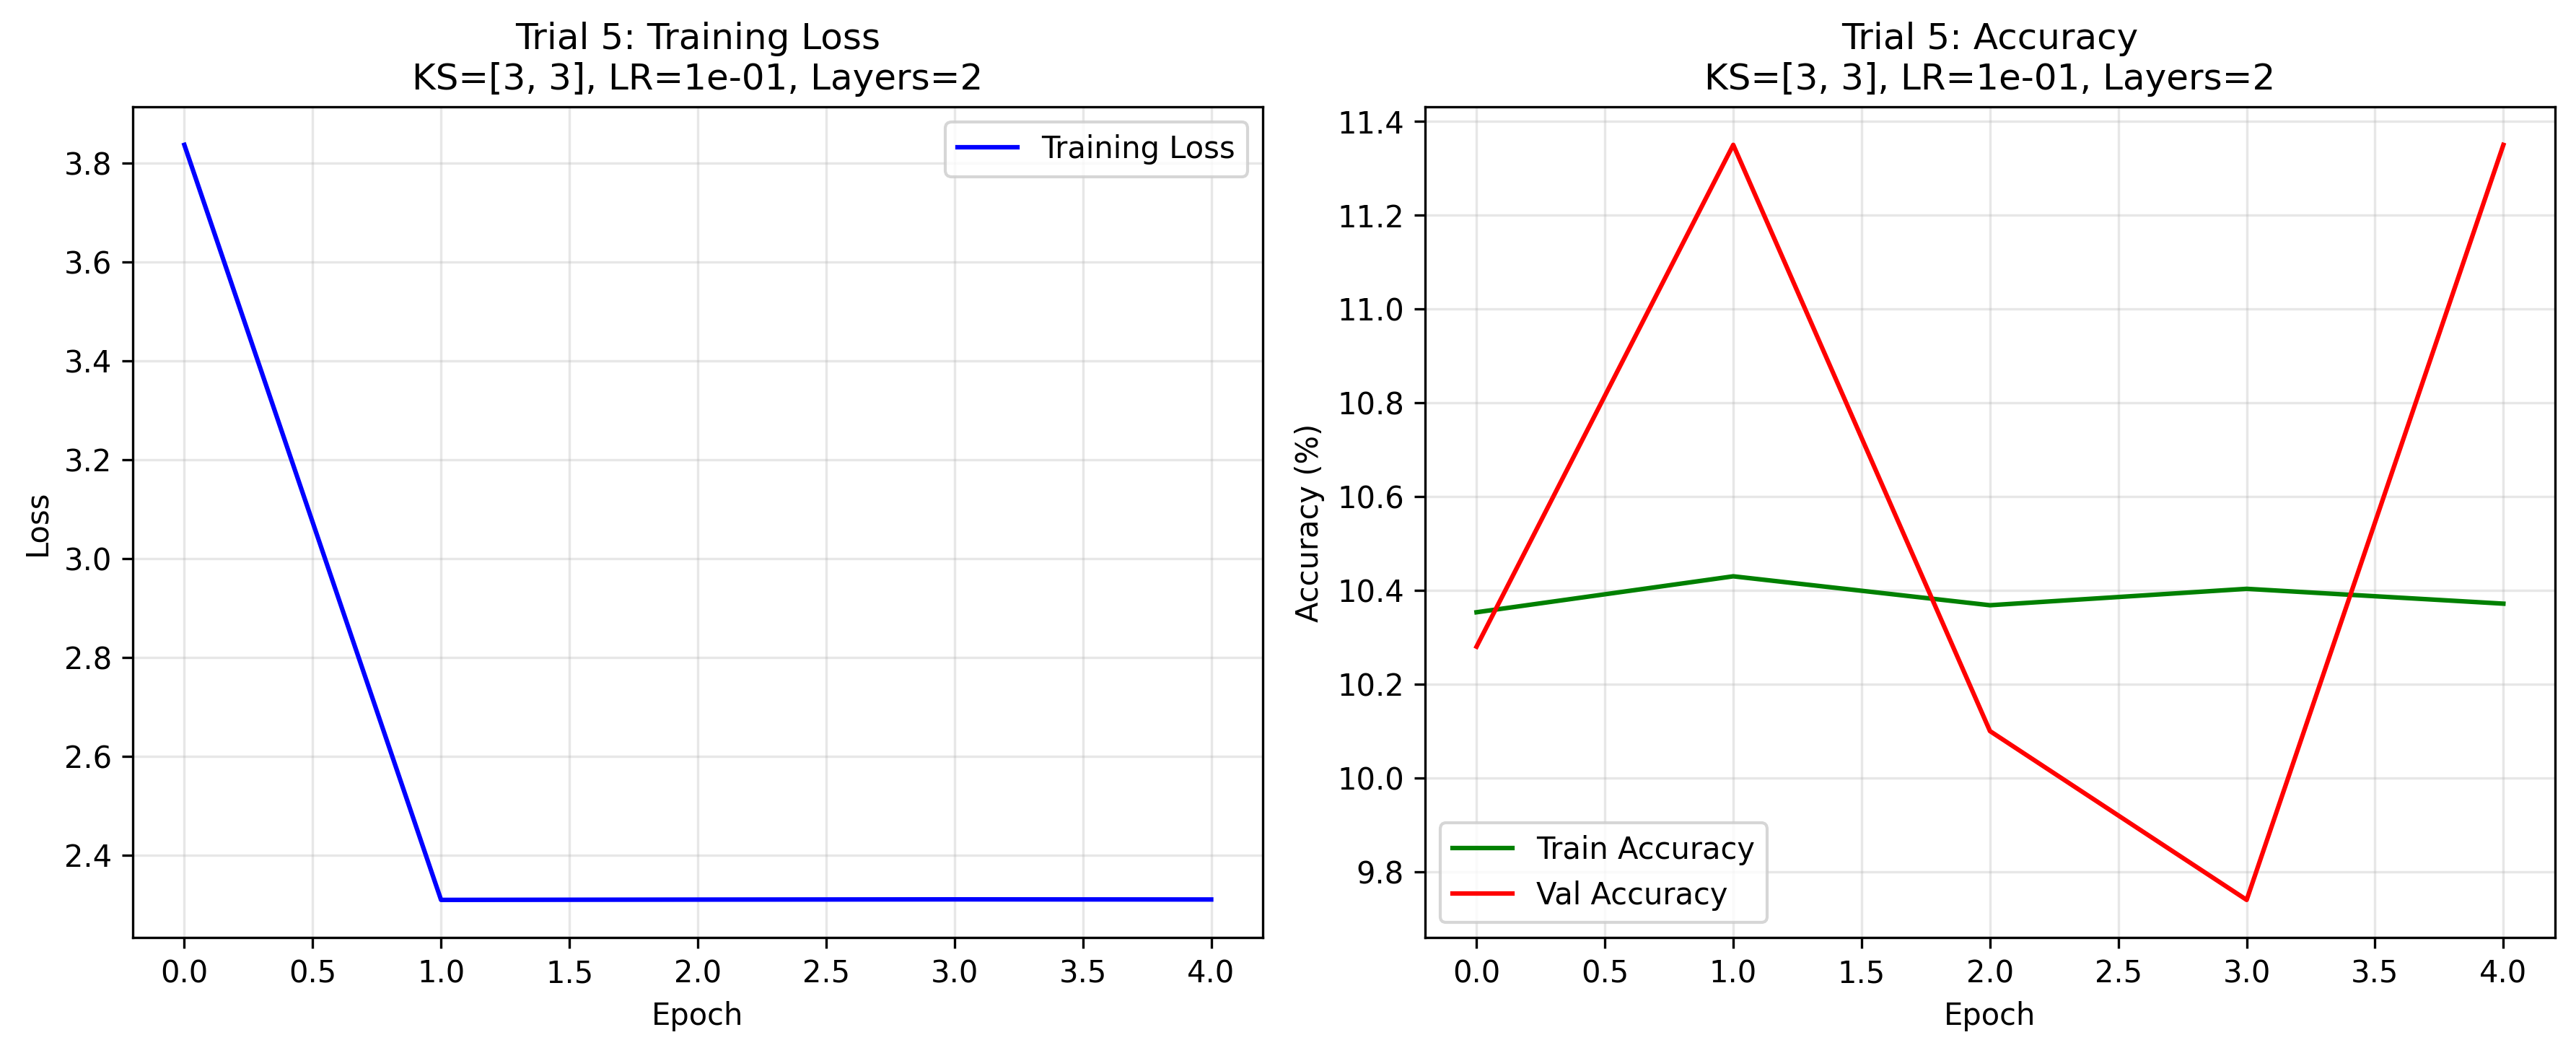 Trial 5: Training Loss
KS=[3, 3], LR=1e-01, Layers=2
Training Loss
3.8
3.6
3.4
3.2
3.0
2.8
2.6
2.4
Loss
0.0 0.5 1.0 1.5 2.0 2.5 3.0 3.5 4.0
Epoch
Trial 5: Accuracy
KS=[3, 3], LR=1e-01, Layers=2
11.4
11.2
11.0
10.8
10.6
10.4
10.2
10.0
9.8
Accuracy (%)
Train Accuracy
Val Accuracy
0.0 0.5 1.0 1.5 2.0 2.5 3.0 3.5 4.0
Epoch